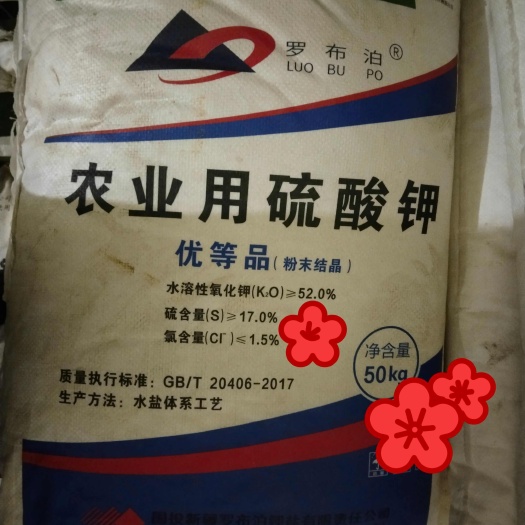 罗布泊®
LUO BU PO
农业用硫酸钾
优等品(粉末结晶)
水溶性氧化钾(K₂O)≥52.0%
硫含量(S)≥17.0%
氯含量(Cl⁻)≤1.5%
净含量
50kg
质量执行标准：GB/T 20406-2017
生产方法：水盐体系工艺